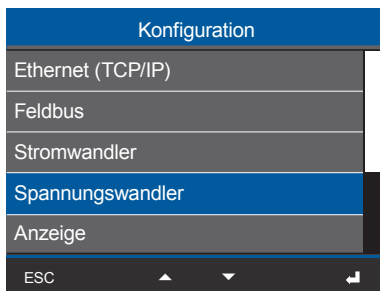 Konfiguration
Ethernet (TCP/IP)
Feldbus
Stromwandler
Spannungswandler
Anzeige
ESC